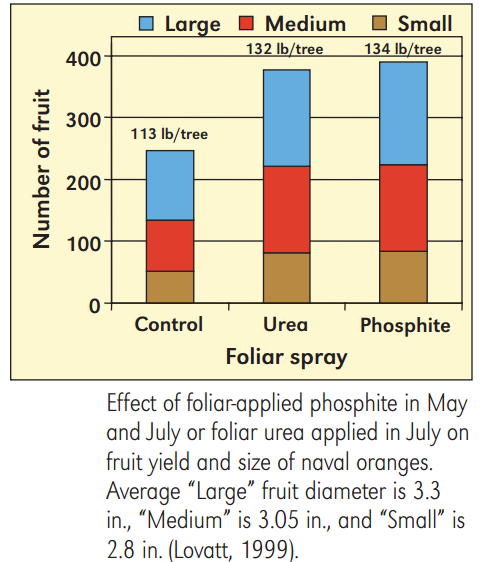 Large Medium Small
132 lb/tree 134 lb/tree
400
113 lb/tree
300
200
100
0
Number of fruit
Control Urea Phosphite
Foliar spray
Effect of foliar-applied phosphite in May
and July or foliar urea applied in July on
fruit yield and size of naval oranges.
Average “Large” fruit diameter is 3.3
in., “Medium” is 3.05 in., and “Small” is
2.8 in. (Lovatt, 1999).